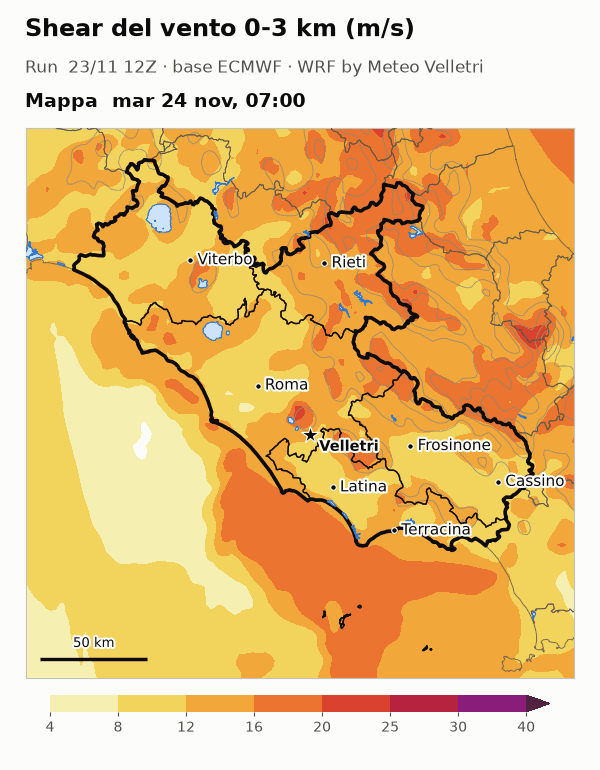 Shear del vento 0-3 km (m/s)
Run  23/11 12Z · base ECMWF · WRF by Meteo Velletri
Mappa  mar 24 nov, 07:00
Viterbo
Rieti
Roma
Velletri
Frosinone
Cassino
Latina
Terracina
50 km
4 8 12 16 20 25 30 40